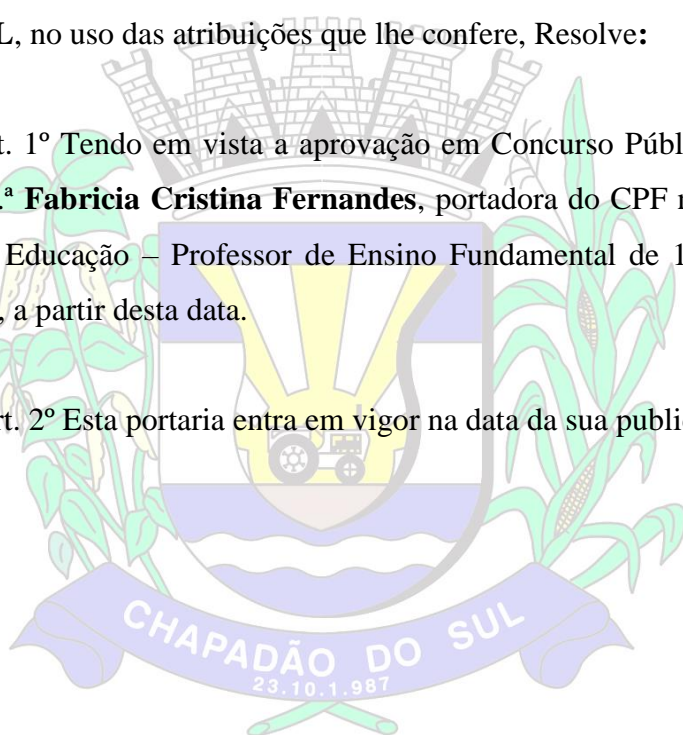 L, no uso das atribuições que lhe confere, Resolve:
t. 1º Tendo em vista a aprovação em Concurso Públ
.ª Fabricia Cristina Fernandes, portadora do CPF
Educação – Professor de Ensino Fundamental de 1
, a partir desta data.
rt. 2º Esta portaria entra em vigor na data da sua public
CHAPADÃO DO SUL
23.10.1.987